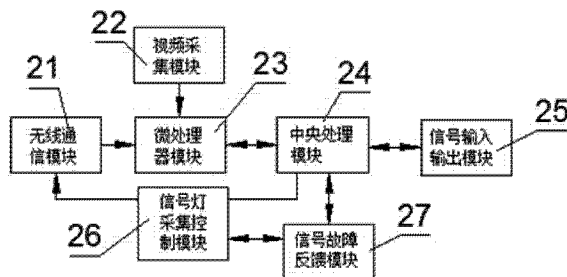 22
视频采
集模块
21
23
24
无线通
信模块
微处理
器模块
中央处理
模块
信号输入
输出模块
25
信号灯
采集控
制模块
26
信号故障
反馈模块
27